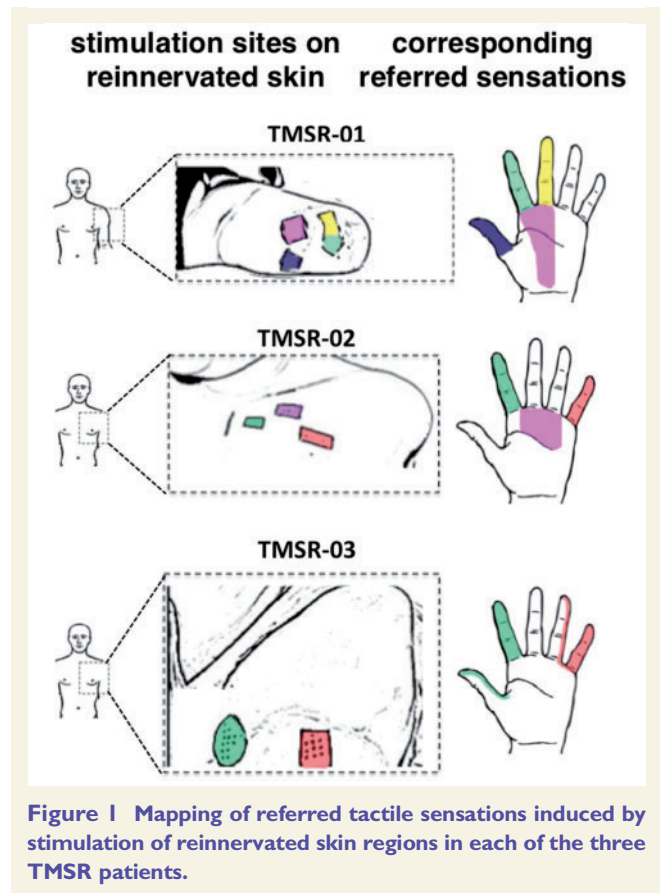 stimulation sites on
reinnervated skin
corresponding
referred sensations
TMSR-01
TMSR-02
TMSR-03
Figure 1 Mapping of referred tactile sensations induced by
stimulation of reinnervated skin regions in each of the three
TMSR patients.